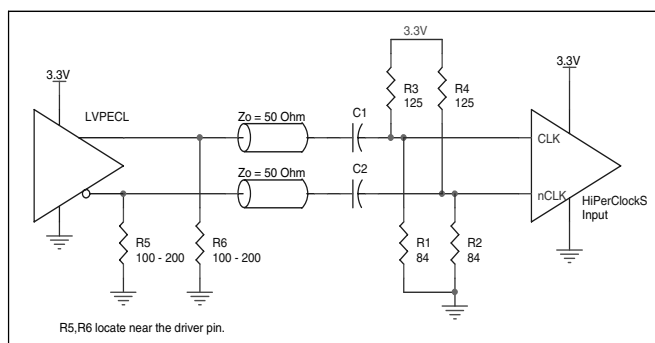 3.3V
3.3V
3.3V
LVPECL
R3
125
R4
125
Zo = 50 Ohm
C1
CLK
Zo = 50 Ohm
C2
nCLK
HiPerClockS
Input
R5
100 - 200
R6
100 - 200
R1
84
R2
84
R5,R6 locate near the driver pin.